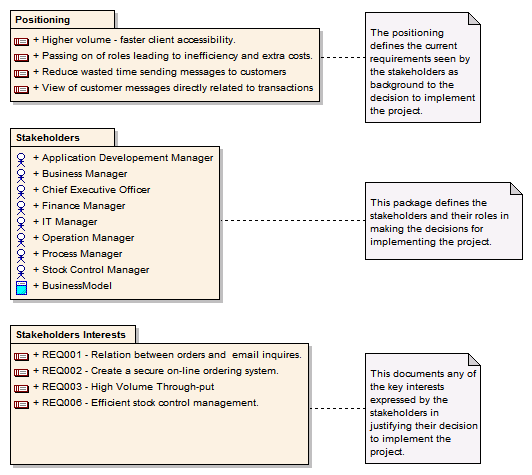 Positioning
+ Higher volume - faster client accessibility.
+ Passing on of roles leading to inefficiency and extra costs.
+ Reduce wasted time sending messages to customers
+ View of customer messages directly related to transactions
The positioning
defines the current
requirements seen by
the stakeholders as
background to the
decision to implement
the project.
Stakeholders
+ Application Developement Manager
+ Business Manager
+ Chief Executive Officer
+ Finance Manager
+ IT Manager
+ Operation Manager
+ Process Manager
+ Stock Control Manager
+ BusinessModel
This package defines the
stakeholders and their roles in
making the decisions for
implementing the project.
Stakeholders Interests
+ REQ001 - Relation between orders and  email inquires.
+ REQ002 - Create a secure on-line ordering system.
+ REQ003 - High Volume Through-put
+ REQ006 - Efficient stock control management.
This documents any of
the key interests
expressed by the
stakeholders in
justifying their decision
to implement the
project.